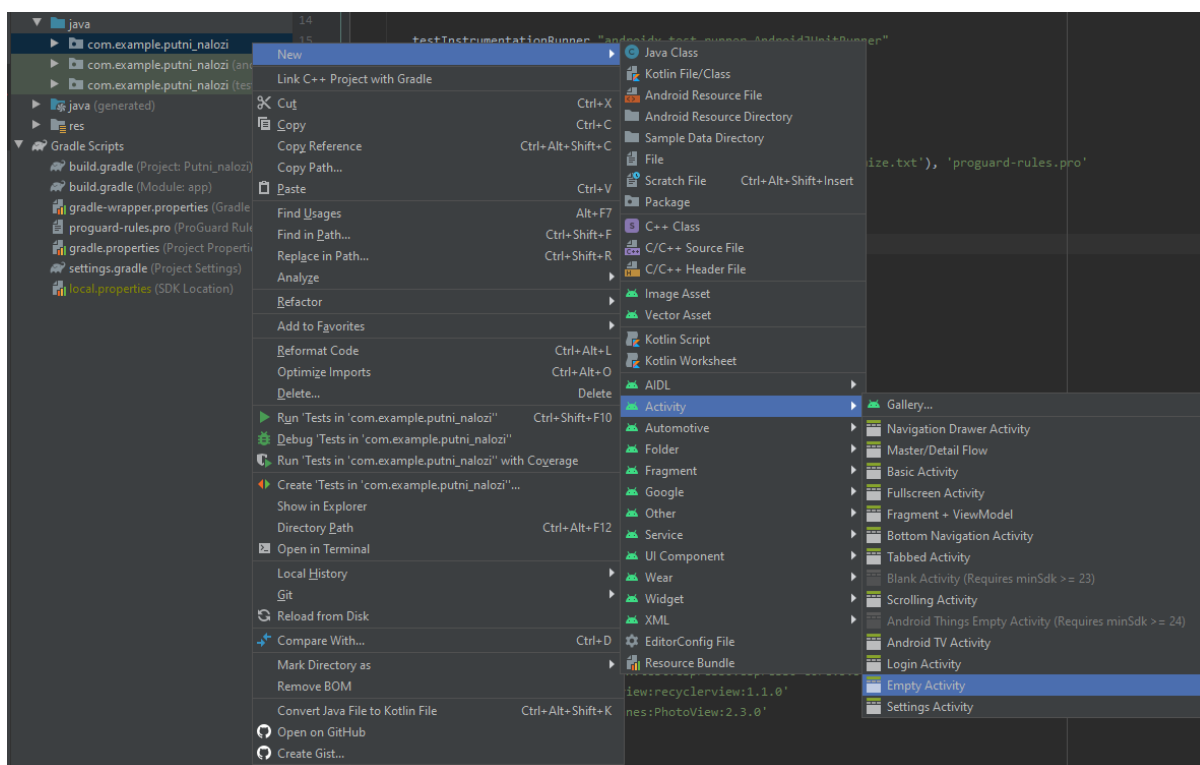 java
com.example.putni_nalozi
com.example.putni_nalozi (and
com.example.putni_nalozi (tes
java (generated)
res
Gradle Scripts
build.gradle (Project: Putni_nalozi)
build.gradle (Module: app)
gradle-wrapper.properties (Gradle
proguard-rules.pro (ProGuard Rule
gradle.properties (Project Properti
settings.gradle (Project Settings)
local.properties (SDK Location)
14
15
testInstrumentationRunner "androidx.test.runner.AndroidJUnitRunner"
ize.txt'), 'proguard-rules.pro'
iew:recyclerview:1.1.0'
nes:PhotoView:2.3.0'
New
Link C++ Project with Gradle
Cut Ctrl+X
Copy Ctrl+C
Copy Reference Ctrl+Alt+Shift+C
Copy Path...
Paste Ctrl+V
Find Usages Alt+F7
Find in Path... Ctrl+Shift+F
Replace in Path... Ctrl+Shift+R
Analyze
Refactor
Add to Favorites
Reformat Code Ctrl+Alt+L
Optimize Imports Ctrl+Alt+O
Delete... Delete
Run 'Tests in 'com.example.putni_nalozi'' Ctrl+Shift+F10
Debug 'Tests in 'com.example.putni_nalozi''
Run 'Tests in 'com.example.putni_nalozi'' with Coverage
Create 'Tests in 'com.example.putni_nalozi''...
Show in Explorer
Directory Path Ctrl+Alt+F12
Open in Terminal
Local History
Git
Reload from Disk
Compare With... Ctrl+D
Mark Directory as
Remove BOM
Convert Java File to Kotlin File Ctrl+Alt+Shift+K
Open on GitHub
Create Gist...
Java Class
Kotlin File/Class
Android Resource File
Android Resource Directory
Sample Data Directory
File
Scratch File Ctrl+Alt+Shift+Insert
Package
C++ Class
C/C++ Source File
C/C++ Header File
Image Asset
Vector Asset
Kotlin Script
Kotlin Worksheet
AIDL
Activity
Automotive
Folder
Fragment
Google
Other
Service
UI Component
Wear
Widget
XML
EditorConfig File
Resource Bundle
Gallery...
Navigation Drawer Activity
Master/Detail Flow
Basic Activity
Fullscreen Activity
Fragment + ViewModel
Bottom Navigation Activity
Tabbed Activity
Blank Activity (Requires minSdk >= 23)
Scrolling Activity
Android Things Empty Activity (Requires minSdk >= 24)
Android TV Activity
Login Activity
Empty Activity
Settings Activity